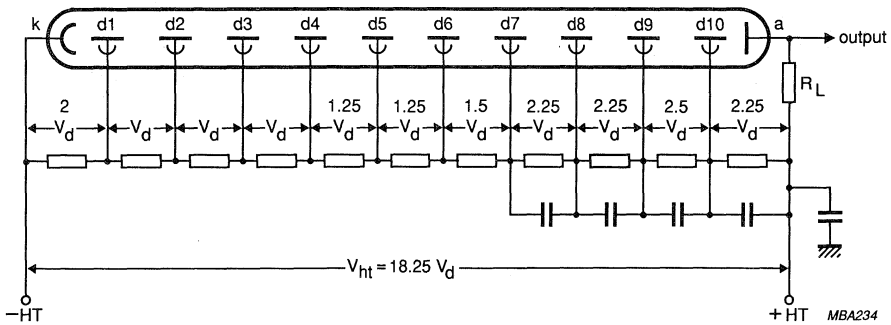 k d1 d2 d3 d4 d5 d6 d7 d8 d9 d10 a output
R_L
2 1.25 1.25 1.5 2.25 2.25 2.5 2.25
V_d V_d V_d V_d V_d V_d V_d V_d V_d V_d V_d
V_ht = 18.25 V_d
−HT + HT MBA234